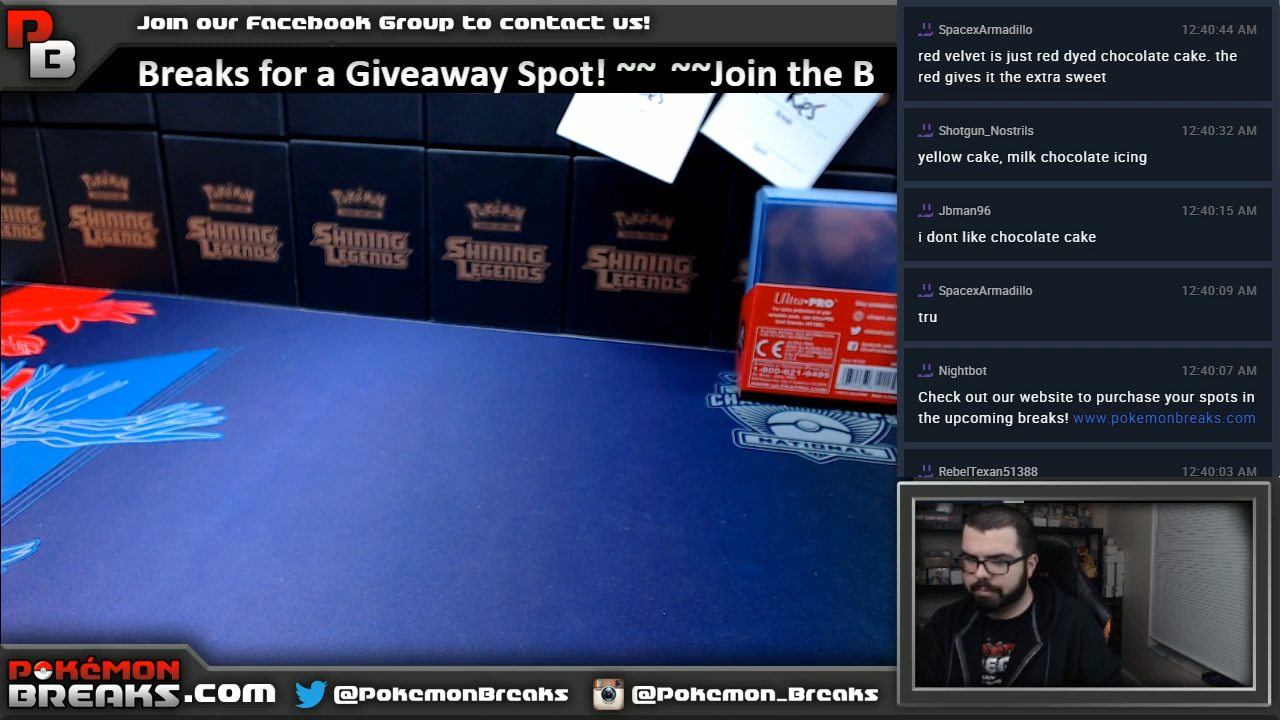 Join our Facebook Group to contact us!
PB
Breaks for a Giveaway Spot! ~~ ~~Join the B
Pokémon
SHINING
LEGENDS
Pokémon
SHINING
LEGENDS
Pokémon
SHINING
LEGENDS
Pokémon
SHINING
LEGENDS
Pokémon
SHINING
LEGENDS
Ultra PRO
CE
1-800-621-9495
NATIONAL
SpacexArmadillo 12:40:44 AM
red velvet is just red dyed chocolate cake. the
red gives it the extra sweet
Shotgun_Nostrils 12:40:32 AM
yellow cake, milk chocolate icing
Jbman96 12:40:15 AM
i dont like chocolate cake
SpacexArmadillo 12:40:09 AM
tru
Nightbot 12:40:07 AM
Check out our website to purchase your spots in
the upcoming breaks! www.pokemonbreaks.com
RebelTexan51388 12:40:03 AM
POKéMON
BREAKS.COM
@PokemonBreaks
@Pokemon_Breaks